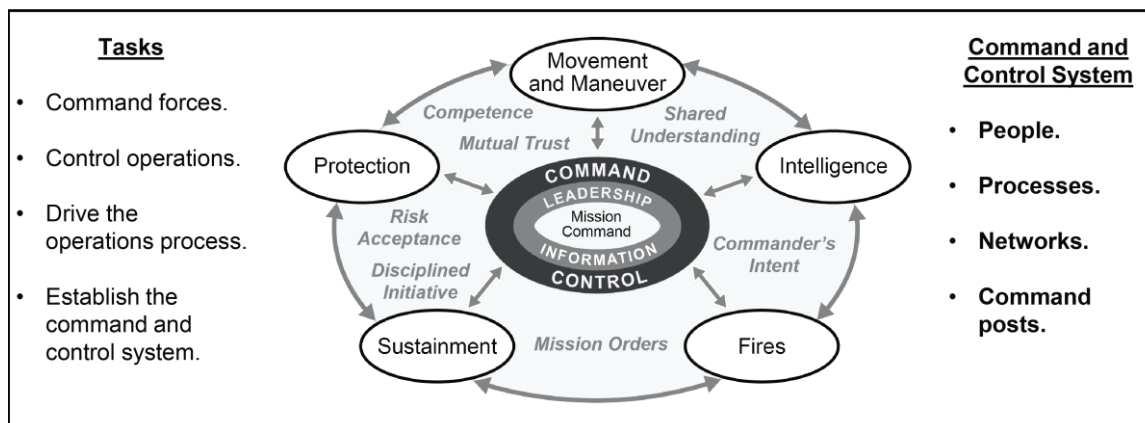 Tasks
• Command forces.
• Control operations.
• Drive the
operations process.
• Establish the
command and
control system.
Movement
and Maneuver
Competence
Mutual Trust
Shared
Understanding
Protection
Intelligence
COMMAND
LEADERSHIP
Mission
Command
INFORMATION
CONTROL
Risk
Acceptance
Disciplined
Initiative
Commander's
Intent
Sustainment
Mission Orders
Fires
Command and
Control System
• People.
• Processes.
• Networks.
• Command
posts.